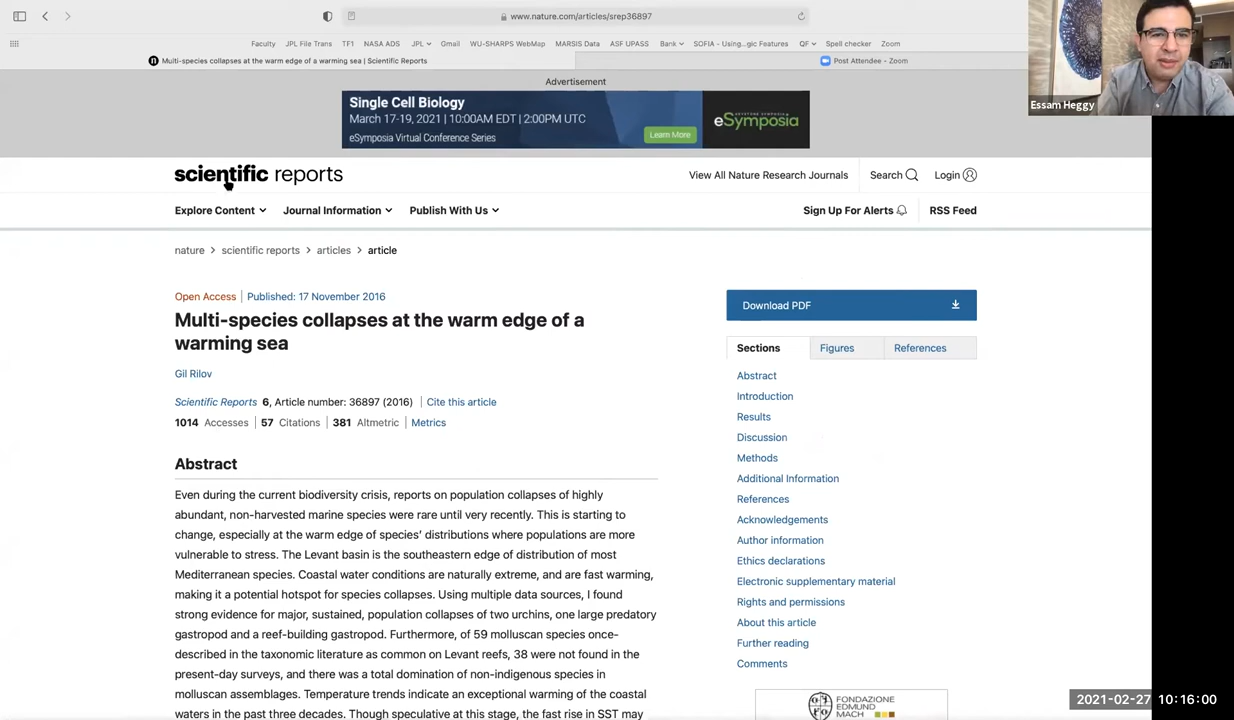 www.nature.com/articles/srep36897
Faculty JPL File Trans TF1 NASA ADS JPL Gmail WU-SHARPS WebMap MARSIS Data ASF UPASS Bank SOFIA - Using...gic Features QF Spell checker Zoom
Multi-species collapses at the warm edge of a warming sea | Scientific Reports
Post Attendee - Zoom
Essam Heggy
Advertisement
Single Cell Biology
March 17-19, 2021 | 10:00AM EDT | 2:00PM UTC
eSymposia Virtual Conference Series
Learn More
KEYSTONE SYMPOSIA
eSymposia
scientific reports
View All Nature Research Journals
Search
Login
Explore Content
Journal Information
Publish With Us
Sign Up For Alerts
RSS Feed
nature > scientific reports > articles > article
Open Access | Published: 17 November 2016
Multi-species collapses at the warm edge of a
warming sea
Gil Rilov
Scientific Reports 6, Article number: 36897 (2016) | Cite this article
1014 Accesses | 57 Citations | 381 Altmetric | Metrics
Abstract
Even during the current biodiversity crisis, reports on population collapses of highly
abundant, non-harvested marine species were rare until very recently. This is starting to
change, especially at the warm edge of species' distributions where populations are more
vulnerable to stress. The Levant basin is the southeastern edge of distribution of most
Mediterranean species. Coastal water conditions are naturally extreme, and are fast warming,
making it a potential hotspot for species collapses. Using multiple data sources, I found
strong evidence for major, sustained, population collapses of two urchins, one large predatory
gastropod and a reef-building gastropod. Furthermore, of 59 molluscan species once-
described in the taxonomic literature as common on Levant reefs, 38 were not found in the
present-day surveys, and there was a total domination of non-indigenous species in
molluscan assemblages. Temperature trends indicate an exceptional warming of the coastal
waters in the past three decades. Though speculative at this stage, the fast rise in SST may
Download PDF
Sections
Figures
References
Abstract
Introduction
Results
Discussion
Methods
Additional Information
References
Acknowledgements
Author information
Ethics declarations
Electronic supplementary material
Rights and permissions
About this article
Further reading
Comments
FONDAZIONE
EDMUND
MACH
2021-02-27 10:16:00